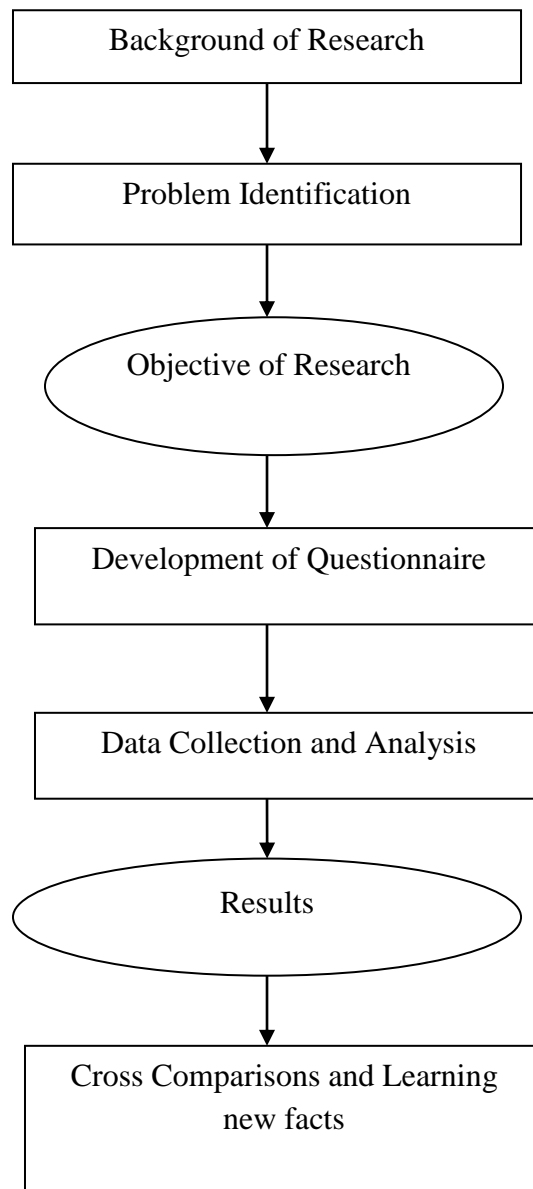 Background of Research
Problem Identification
Objective of Research
Development of Questionnaire
Data Collection and Analysis
Results
Cross Comparisons and Learning
new facts